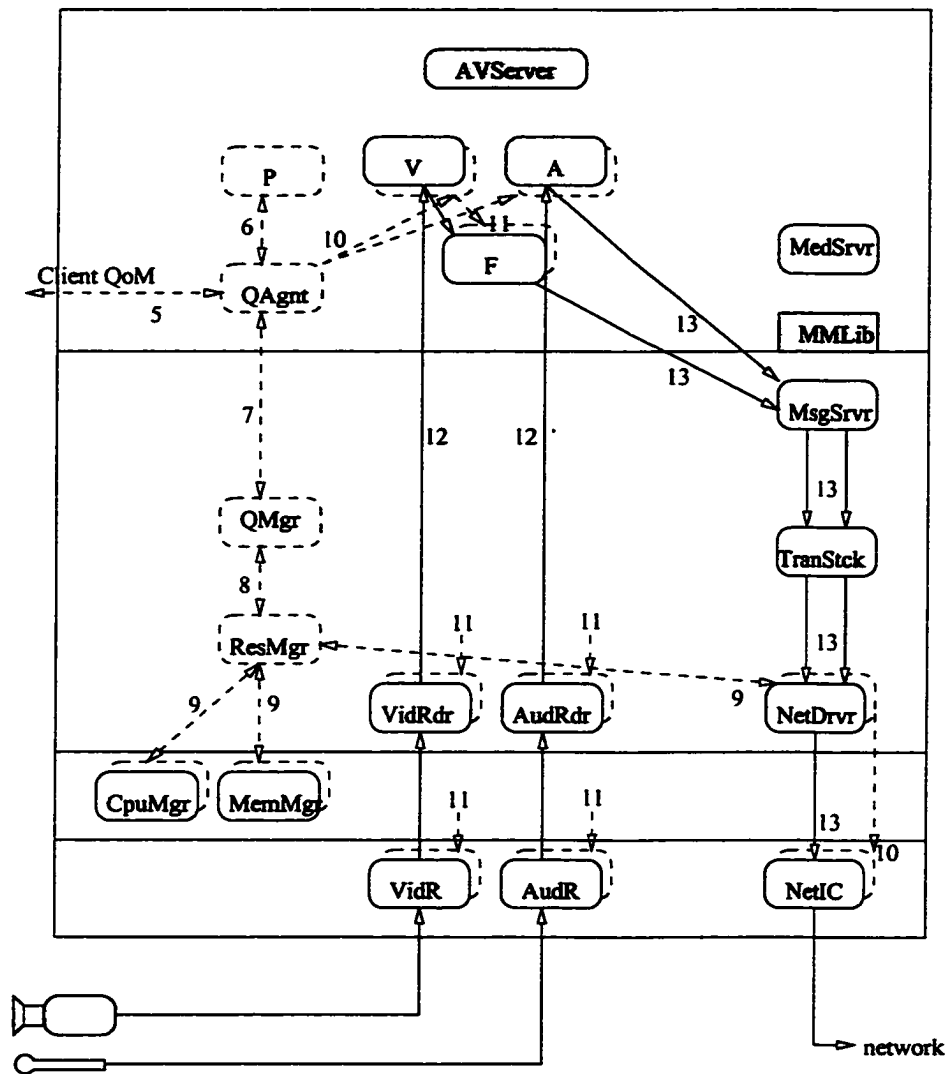 AVServer
P
V
A
6
10
11
F
MedSrvr
Client QoM
QAgnt
5
13
MMLib
13
MsgSrvr
7
12
12
13
QMgr
TranStck
8
11
11
ResMgr
13
9
9
9
VidRdr
AudRdr
NetDrvr
CpuMgr
MemMgr
11
11
13
10
VidR
AudR
NetIC
network